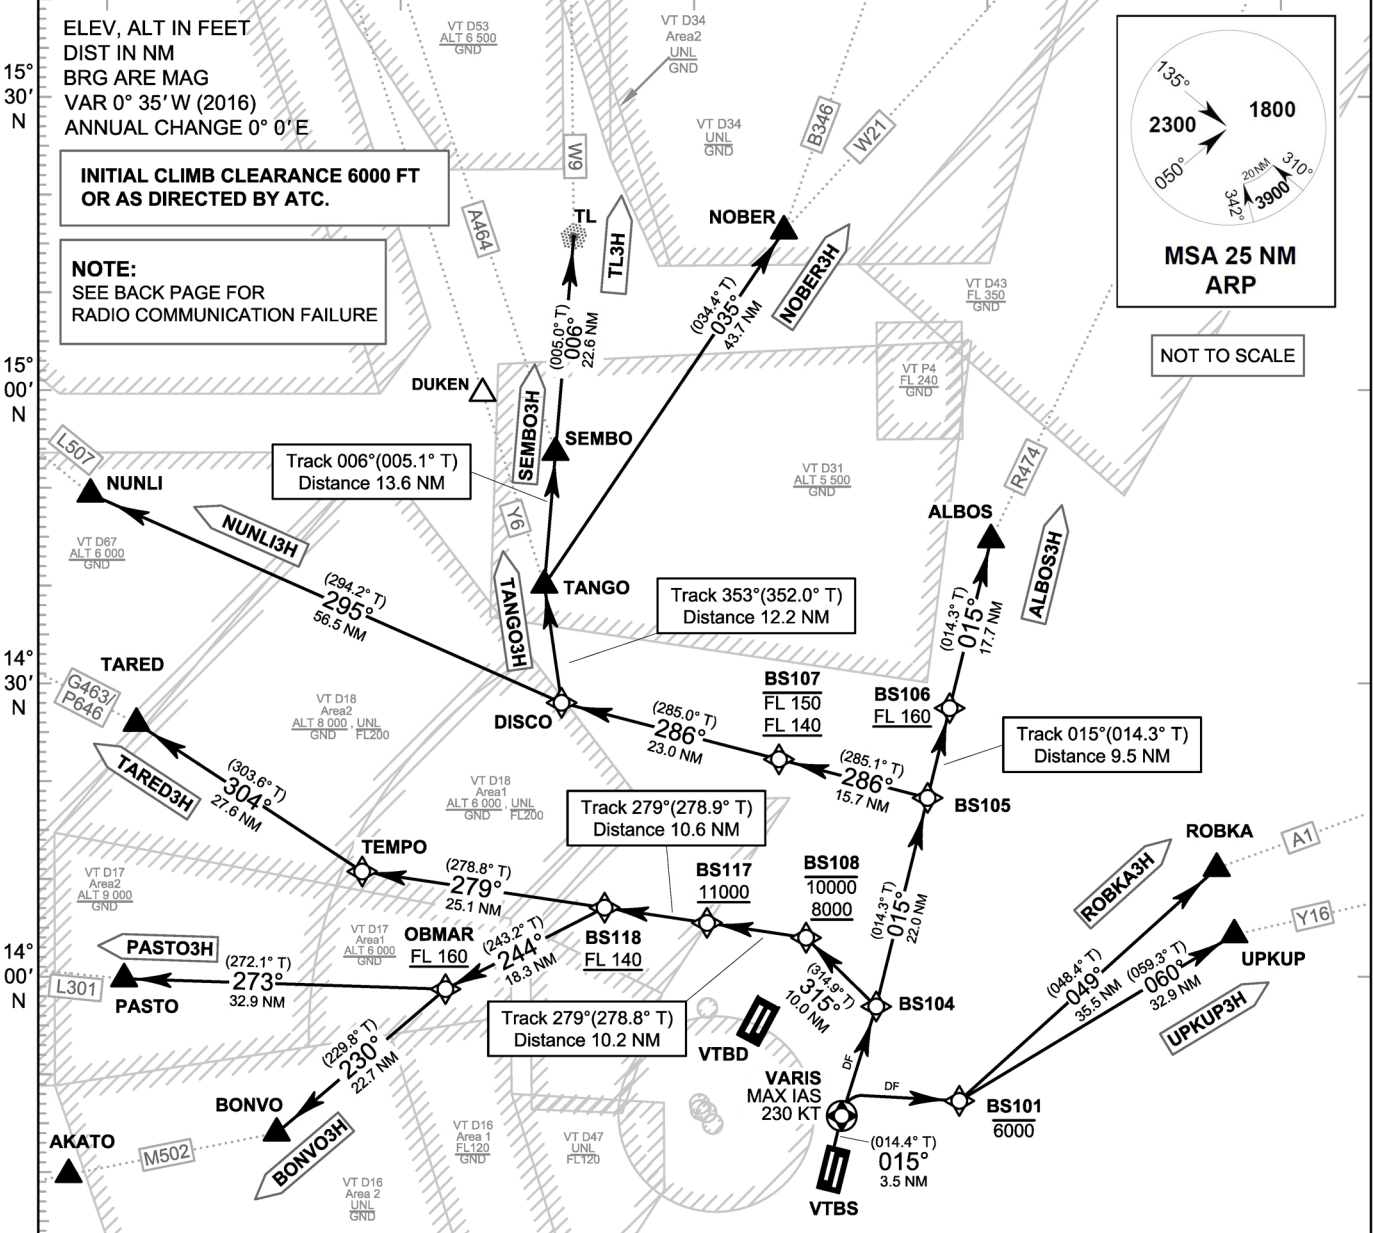 ELEV, ALT IN FEET
DIST IN NM
BRG ARE MAG
VAR 0° 35′ W (2016)
ANNUAL CHANGE 0° 0′ E
INITIAL CLIMB CLEARANCE 6000 FT
OR AS DIRECTED BY ATC.
NOTE:
SEE BACK PAGE FOR
RADIO COMMUNICATION FAILURE
15°
30′
N
15°
00′
N
14°
30′
N
14°
00′
N
VT D53
ALT 6 500
GND
VT D34
Area2
UNL
GND
VT D34
UNL
GND
B346
W21
W9
A464
135°
2300
050°
1800
20 NM
310°
342°
3900
MSA 25 NM
ARP
NOT TO SCALE
TL
TL3H
NOBER
NOBER3H
(034.4° T)
035°
43.7 NM
(005.0° T)
006°
22.6 NM
VT D43
FL 350
GND
VT P4
FL 240
GND
DUKEN
SEMBO3H
SEMBO
Track 006°(005.1° T)
Distance 13.6 NM
L507
NUNLI
NUNLI3H
VT D67
ALT 6 000
GND
Y6
VT D31
ALT 5 500
GND
R474
ALBOS
ALBOS3H
(014.3° T)
015°
17.7 NM
(294.2° T)
295°
56.5 NM
TANGO
TANGO3H
Track 353°(352.0° T)
Distance 12.2 NM
TARED
G463/
P646
TARED3H
VT D18
Area2
ALT 8 000 , UNL
GND FL200
DISCO
(285.0° T)
286°
23.0 NM
BS107
FL 150
FL 140
BS106
FL 160
Track 015°(014.3° T)
Distance 9.5 NM
(285.1° T)
286°
15.7 NM
BS105
(303.6° T)
304°
27.6 NM
VT D18
Area1
ALT 6 000 , UNL
GND FL200
Track 279°(278.9° T)
Distance 10.6 NM
TEMPO
(278.8° T)
279°
25.1 NM
BS117
11000
BS108
10000
8000
(014.3° T)
015°
22.0 NM
ROBKA
ROBKA3H
A1
Y16
UPKUP
UPKUP3H
(048.4° T)
049°
35.5 NM
(059.3° T)
060°
32.9 NM
VT D17
Area2
ALT 9 000
GND
VT D17
Area1
ALT 6 000
GND
OBMAR
FL 160
(243.2° T)
244°
18.3 NM
BS118
FL 140
PASTO3H
L301
PASTO
(272.1° T)
273°
32.9 NM
Track 279°(278.8° T)
Distance 10.2 NM
(314.9° T)
315°
10.0 NM
BS104
VTBD
(229.8° T)
230°
22.7 NM
BONVO
BONVO3H
AKATO
M502
VT D16
Area 1
FL120
GND
VT D16
Area 2
UNL
GND
VT D47
UNL
FL120
VARIS
MAX IAS
230 KT
DF
DF
BS101
6000
(014.4° T)
015°
3.5 NM
VTBS